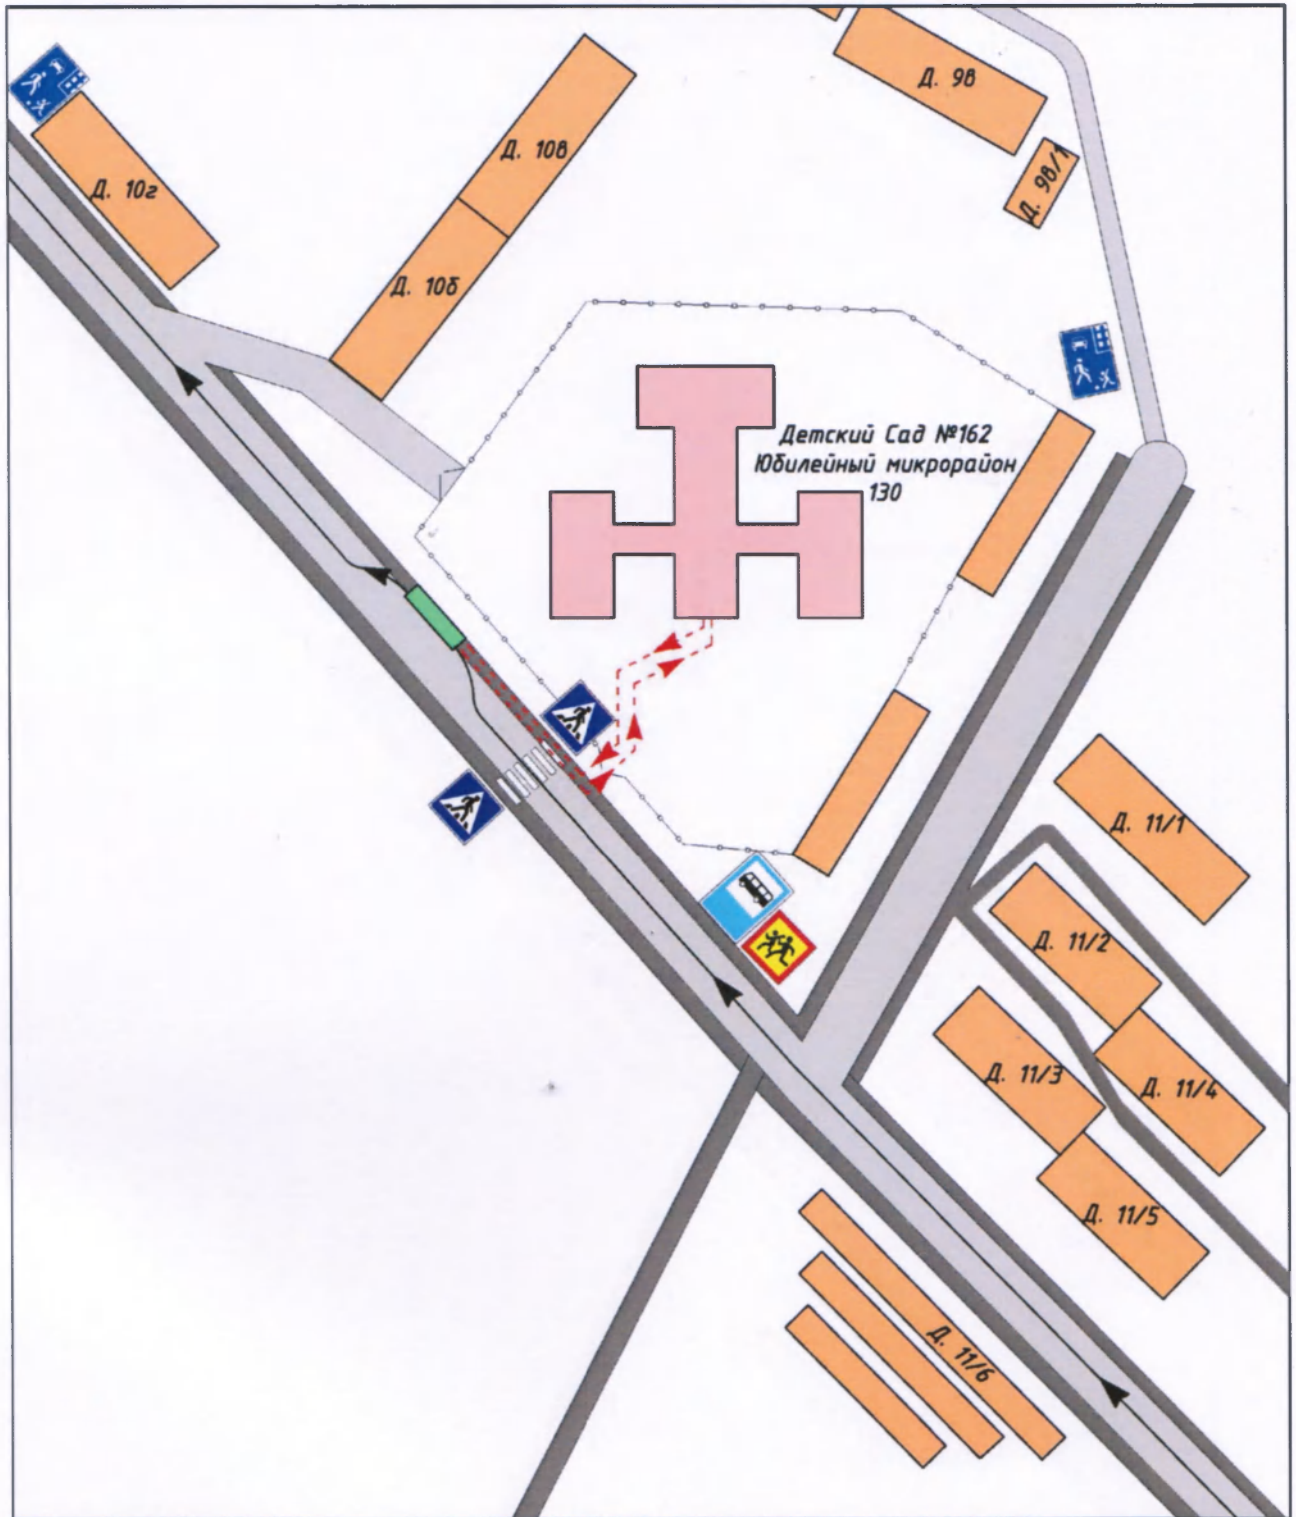 Д. 9в
Д. 10в
Д. 9в/1
Д. 10г
Д. 10б
Детский Сад №162
Юбилейный микрорайон
130
Д. 11/1
Д. 11/2
Д. 11/3
Д. 11/4
Д. 11/5
Д. 11/6